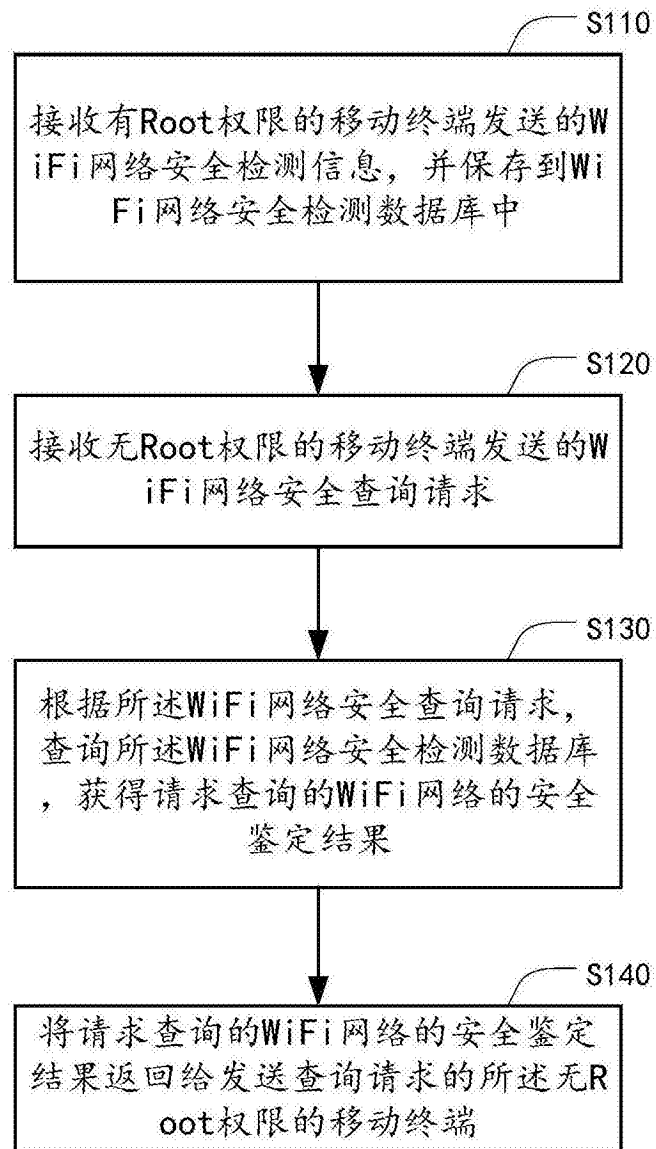 S110
接收有Root权限的移动终端发送的W
iFi网络安全检测信息，并保存到Wi
Fi网络安全检测数据库中
S120
接收无Root权限的移动终端发送的W
iFi网络安全查询请求
S130
根据所述WiFi网络安全查询请求，
查询所述WiFi网络安全检测数据库
，获得请求查询的WiFi网络的安全
鉴定结果
S140
将请求查询的WiFi网络的安全鉴定
结果返回给发送查询请求的所述无R
oot权限的移动终端